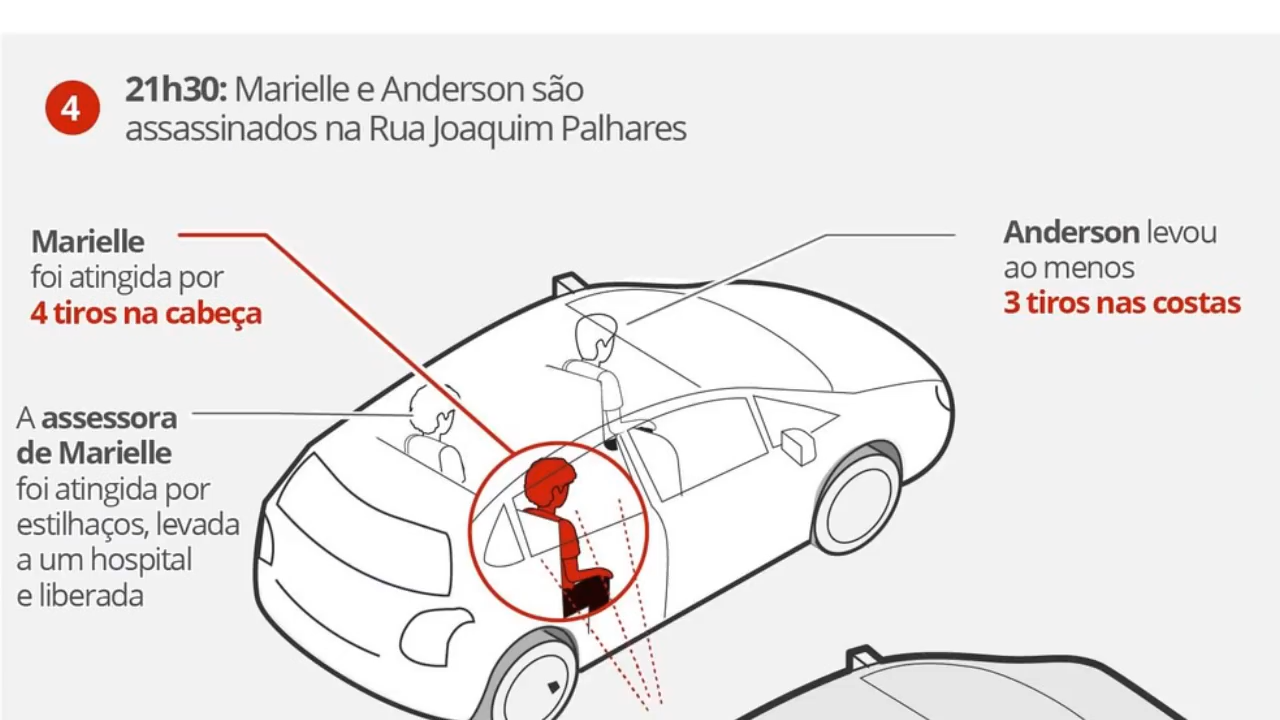 4
21h30: Marielle e Anderson são
assassinados na Rua Joaquim Palhares
Marielle
foi atingida por
4 tiros na cabeça
Anderson levou
ao menos
3 tiros nas costas
A assessora
de Marielle
foi atingida por
estilhaços, levada
a um hospital
e liberada